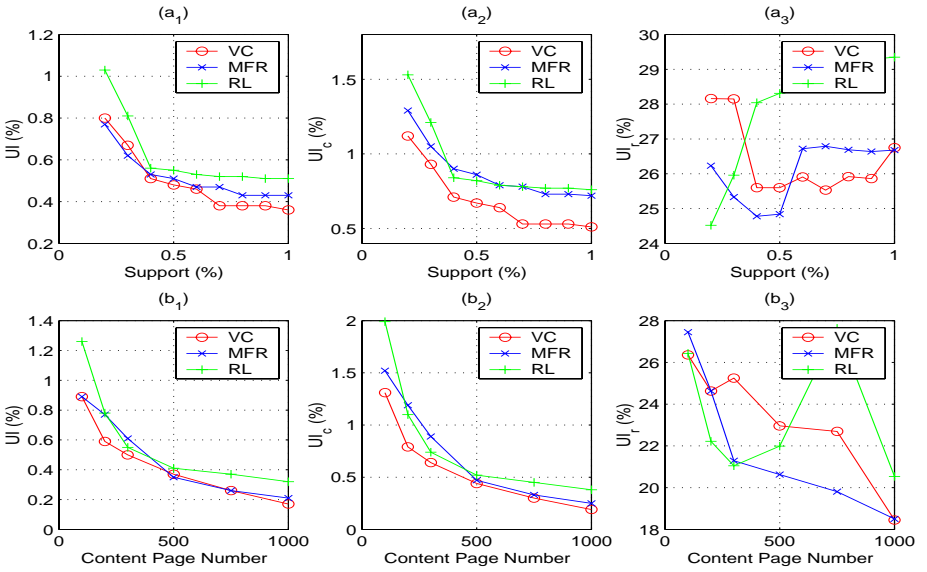 (a1)
1.2
1
0.8
0.6
0.4
0.2
UI (%)
VC
MFR
RL
0
0.5
1
Support (%)
(a2)
1.5
1
0.5
UIc (%)
VC
MFR
RL
0
0.5
1
Support (%)
(a3)
30
29
28
27
26
25
24
UIr (%)
VC
MFR
RL
0
0.5
1
Support (%)
(b1)
1.4
1.2
1
0.8
0.6
0.4
0.2
0
UI (%)
VC
MFR
RL
0
500
1000
Content Page Number
(b2)
2
1.5
1
0.5
0
UIc (%)
VC
MFR
RL
0
500
1000
Content Page Number
(b3)
28
26
24
22
20
18
UIr (%)
VC
MFR
RL
0
500
1000
Content Page Number